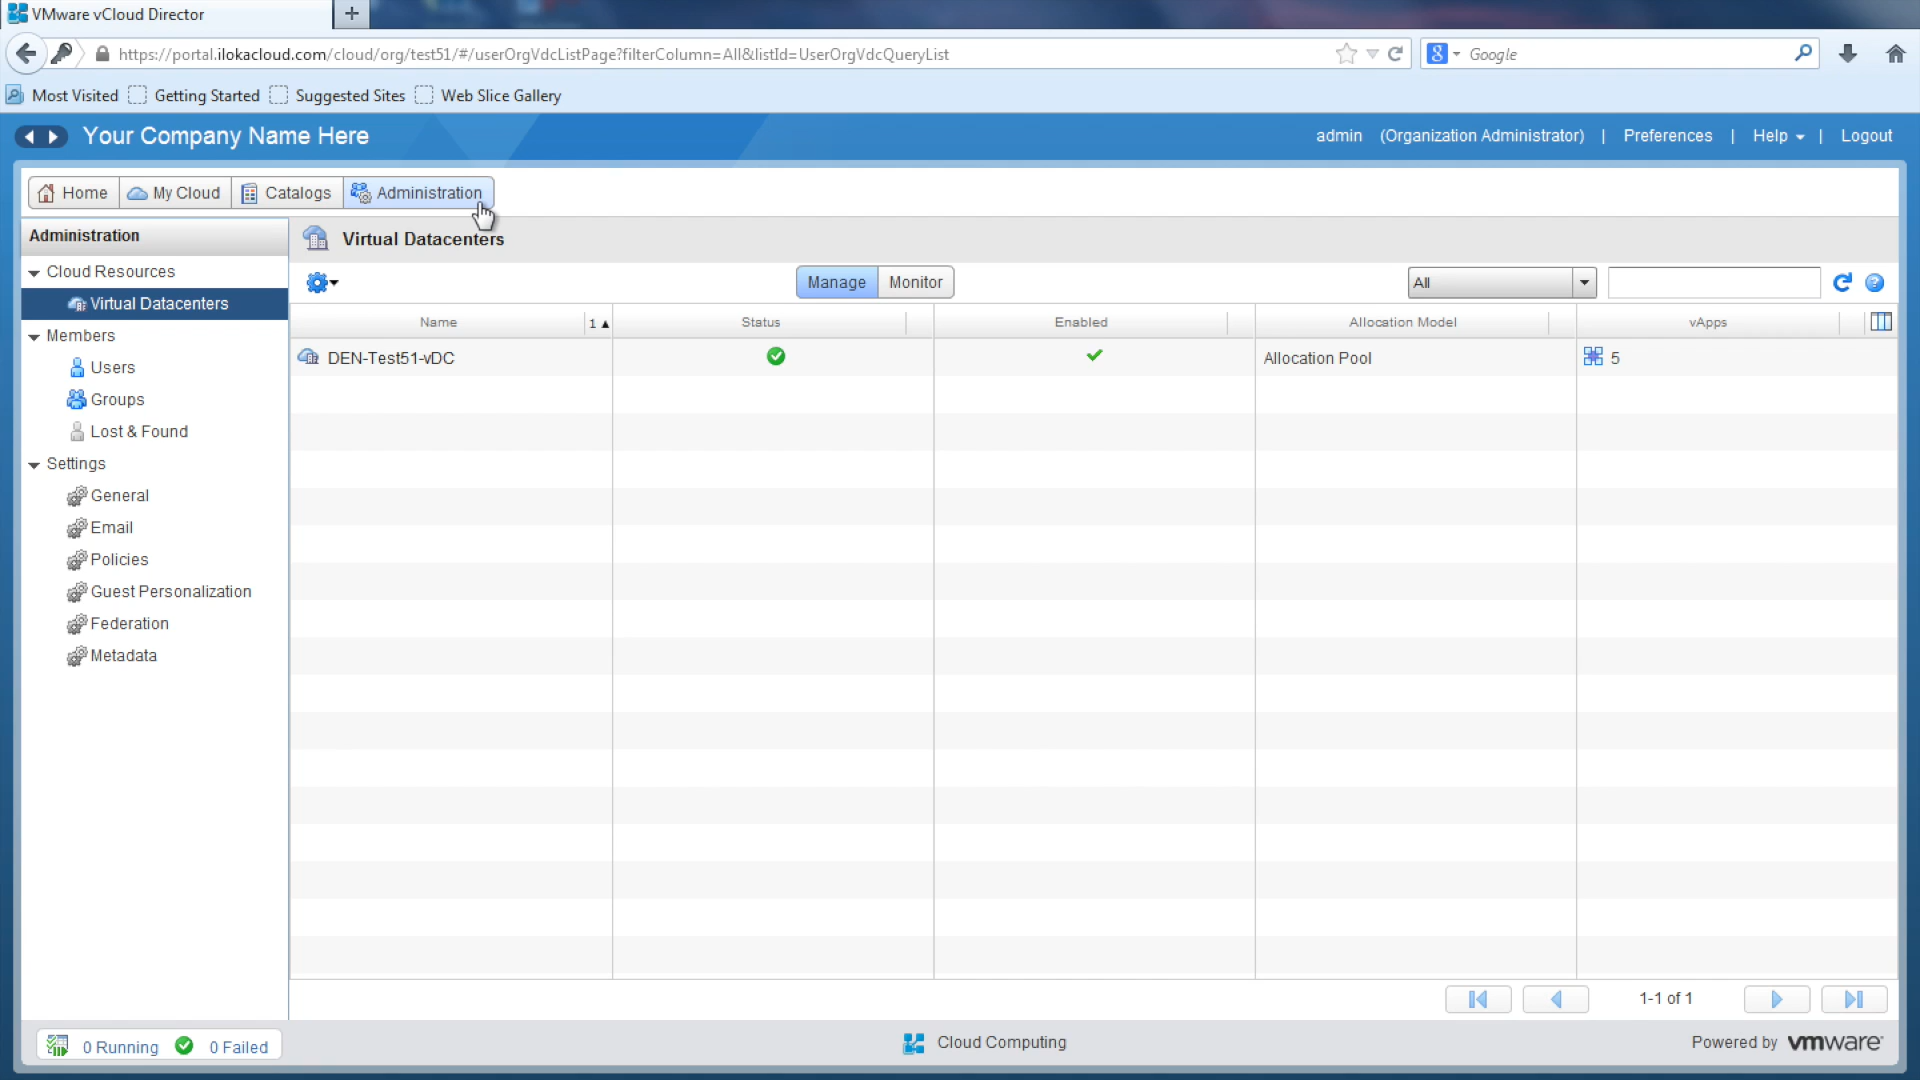 VMware vCloud Director
https://portal.ilokacloud.com/cloud/org/test51/#/userOrgVdcListPage?filterColumn=All&listId=UserOrgVdcQueryList
Google
Most Visited Getting Started Suggested Sites Web Slice Gallery
Your Company Name Here
admin (Organization Administrator) | Preferences | Help | Logout
Home My Cloud Catalogs Administration
Administration
Virtual Datacenters
Cloud Resources
Manage Monitor
All
Virtual Datacenters
Name 1 Status Enabled Allocation Model vApps
Members
DEN-Test51-vDC Allocation Pool 5
Users
Groups
Lost & Found
Settings
General
Email
Policies
Guest Personalization
Federation
Metadata
1-1 of 1
0 Running 0 Failed
Cloud Computing
Powered by vmware